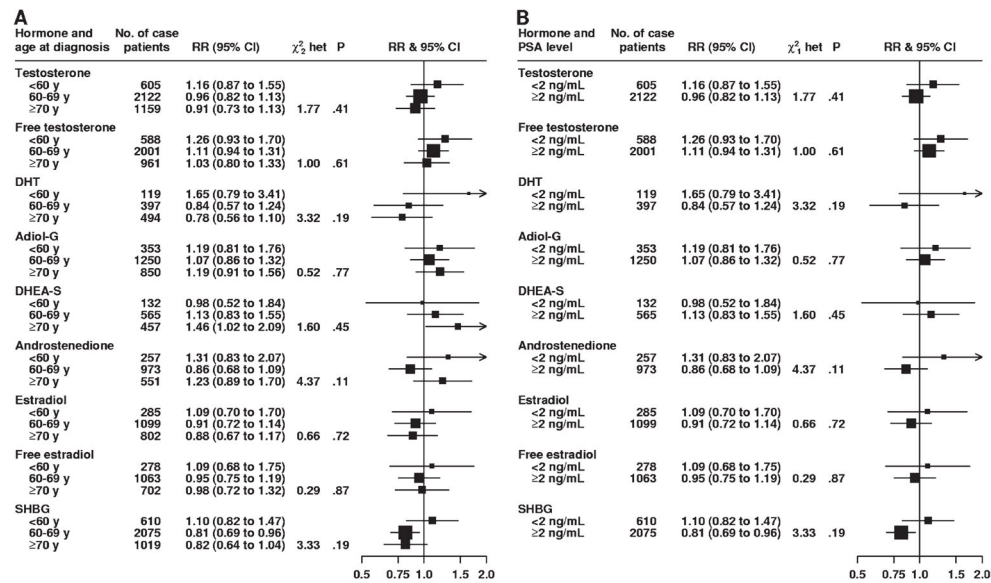 A
Hormone and age at diagnosis No. of case patients RR (95% CI) χ²₂ het P RR & 95% CI
Testosterone
<60 y 605 1.16 (0.87 to 1.55)
60-69 y 2122 0.96 (0.82 to 1.13)
≥70 y 1159 0.91 (0.73 to 1.13) 1.77 .41
Free testosterone
<60 y 588 1.26 (0.93 to 1.70)
60-69 y 2001 1.11 (0.94 to 1.31)
≥70 y 961 1.03 (0.80 to 1.33) 1.00 .61
DHT
<60 y 119 1.65 (0.79 to 3.41)
60-69 y 397 0.84 (0.57 to 1.24)
≥70 y 494 0.78 (0.56 to 1.10) 3.32 .19
Adiol-G
<60 y 353 1.19 (0.81 to 1.76)
60-69 y 1250 1.07 (0.86 to 1.32)
≥70 y 850 1.19 (0.91 to 1.56) 0.52 .77
DHEA-S
<60 y 132 0.98 (0.52 to 1.84)
60-69 y 565 1.13 (0.83 to 1.55)
≥70 y 457 1.46 (1.02 to 2.09) 1.60 .45
Androstenedione
<60 y 257 1.31 (0.83 to 2.07)
60-69 y 973 0.86 (0.68 to 1.09)
≥70 y 551 1.23 (0.89 to 1.70) 4.37 .11
Estradiol
<60 y 285 1.09 (0.70 to 1.70)
60-69 y 1099 0.91 (0.72 to 1.14)
≥70 y 802 0.88 (0.67 to 1.17) 0.66 .72
Free estradiol
<60 y 278 1.09 (0.68 to 1.75)
60-69 y 1063 0.95 (0.75 to 1.19)
≥70 y 702 0.98 (0.72 to 1.32) 0.29 .87
SHBG
<60 y 610 1.10 (0.82 to 1.47)
60-69 y 2075 0.81 (0.69 to 0.96)
≥70 y 1019 0.82 (0.64 to 1.04) 3.33 .19
0.5 0.75 1.0 1.5 2.0
B
Hormone and PSA level No. of case patients RR (95% CI) χ²₁ het P RR & 95% CI
Testosterone
<2 ng/mL 605 1.16 (0.87 to 1.55)
≥2 ng/mL 2122 0.96 (0.82 to 1.13) 1.77 .41
Free testosterone
<2 ng/mL 588 1.26 (0.93 to 1.70)
≥2 ng/mL 2001 1.11 (0.94 to 1.31) 1.00 .61
DHT
<2 ng/mL 119 1.65 (0.79 to 3.41)
≥2 ng/mL 397 0.84 (0.57 to 1.24) 3.32 .19
Adiol-G
<2 ng/mL 353 1.19 (0.81 to 1.76)
≥2 ng/mL 1250 1.07 (0.86 to 1.32) 0.52 .77
DHEA-S
<2 ng/mL 132 0.98 (0.52 to 1.84)
≥2 ng/mL 565 1.13 (0.83 to 1.55) 1.60 .45
Androstenedione
<2 ng/mL 257 1.31 (0.83 to 2.07)
≥2 ng/mL 973 0.86 (0.68 to 1.09) 4.37 .11
Estradiol
<2 ng/mL 285 1.09 (0.70 to 1.70)
≥2 ng/mL 1099 0.91 (0.72 to 1.14) 0.66 .72
Free estradiol
<2 ng/mL 278 1.09 (0.68 to 1.75)
≥2 ng/mL 1063 0.95 (0.75 to 1.19) 0.29 .87
SHBG
<2 ng/mL 610 1.10 (0.82 to 1.47)
≥2 ng/mL 2075 0.81 (0.69 to 0.96) 3.33 .19
0.5 0.75 1.0 1.5 2.0